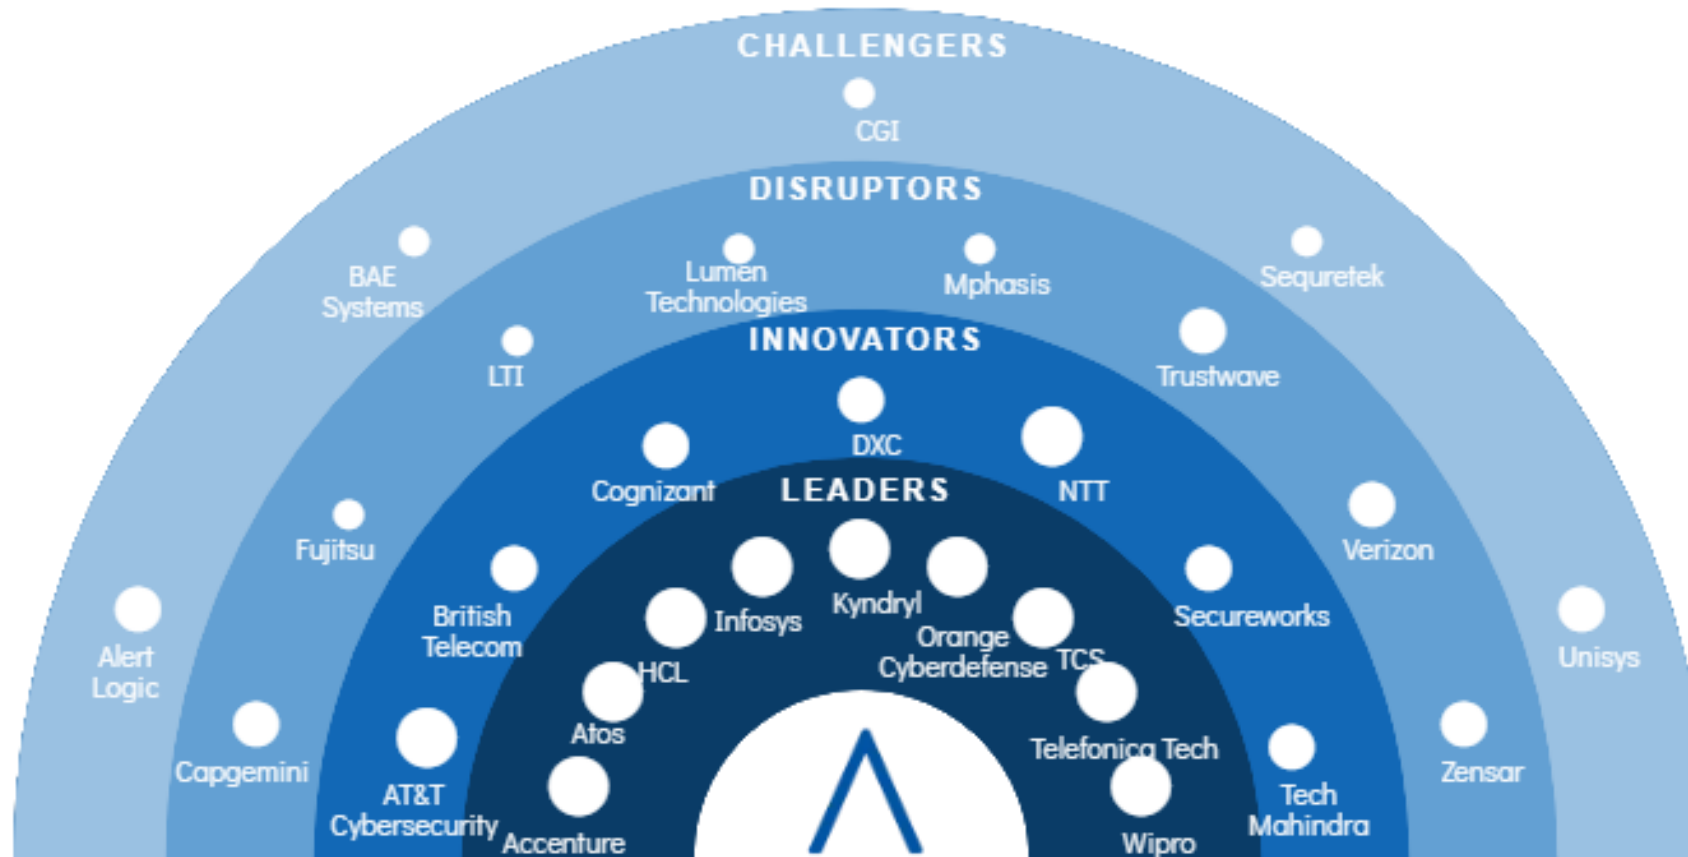 CHALLENGERS
CGI
BAE
Systems
Sequretek
Alert
Logic
Unisys
DISRUPTORS
Lumen
Technologies
Mphasis
LTI
Trustwave
Fujitsu
Verizon
Capgemini
Zensar
INNOVATORS
DXC
Cognizant
NTT
British
Telecom
Secureworks
AT&T
Cybersecurity
Tech
Mahindra
LEADERS
Kyndryl
Infosys
Orange
Cyberdefense
HCL
TCS
Atos
Telefonica Tech
Accenture
Wipro